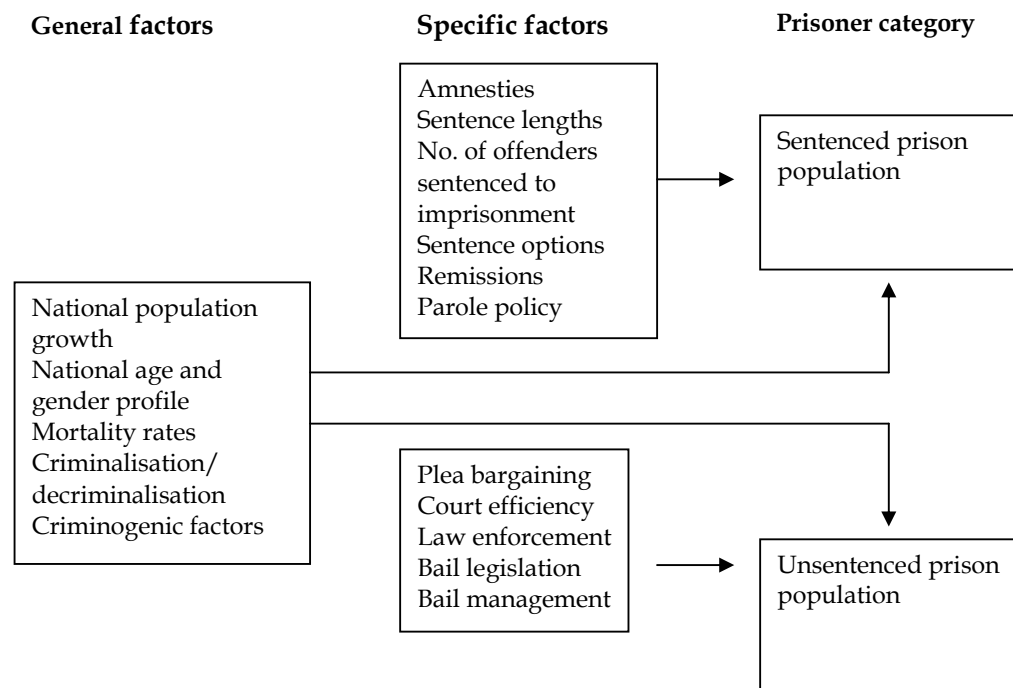 General factors
Specific factors
Prisoner category
Amnesties
Sentence lengths
No. of offenders
sentenced to
imprisonment
Sentence options
Remissions
Parole policy
Sentenced prison
population
National population
growth
National age and
gender profile
Mortality rates
Criminalisation/
decriminalisation
Criminogenic factors
Plea bargaining
Court efficiency
Law enforcement
Bail legislation
Bail management
Unsentenced prison
population